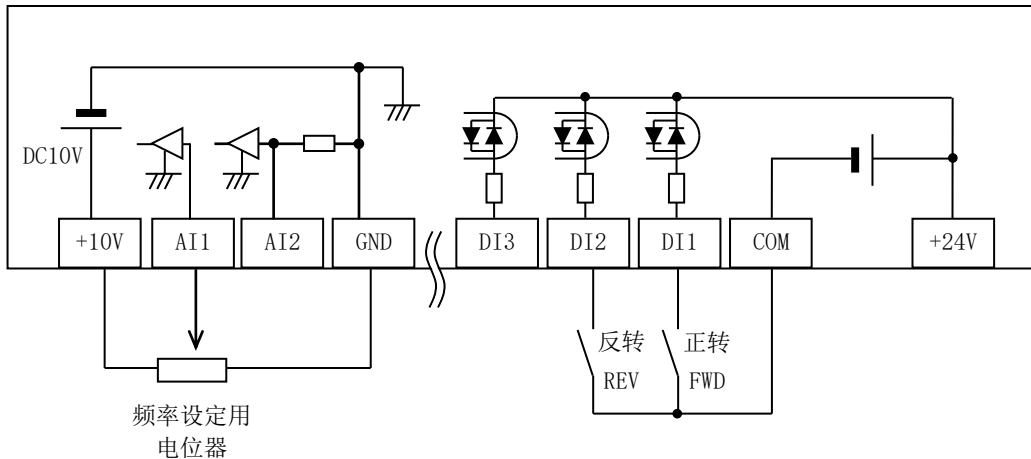 DC10V
+10V
AI1
AI2
GND
DI3
DI2
DI1
COM
+24V
反转
REV
正转
FWD
频率设定用
电位器